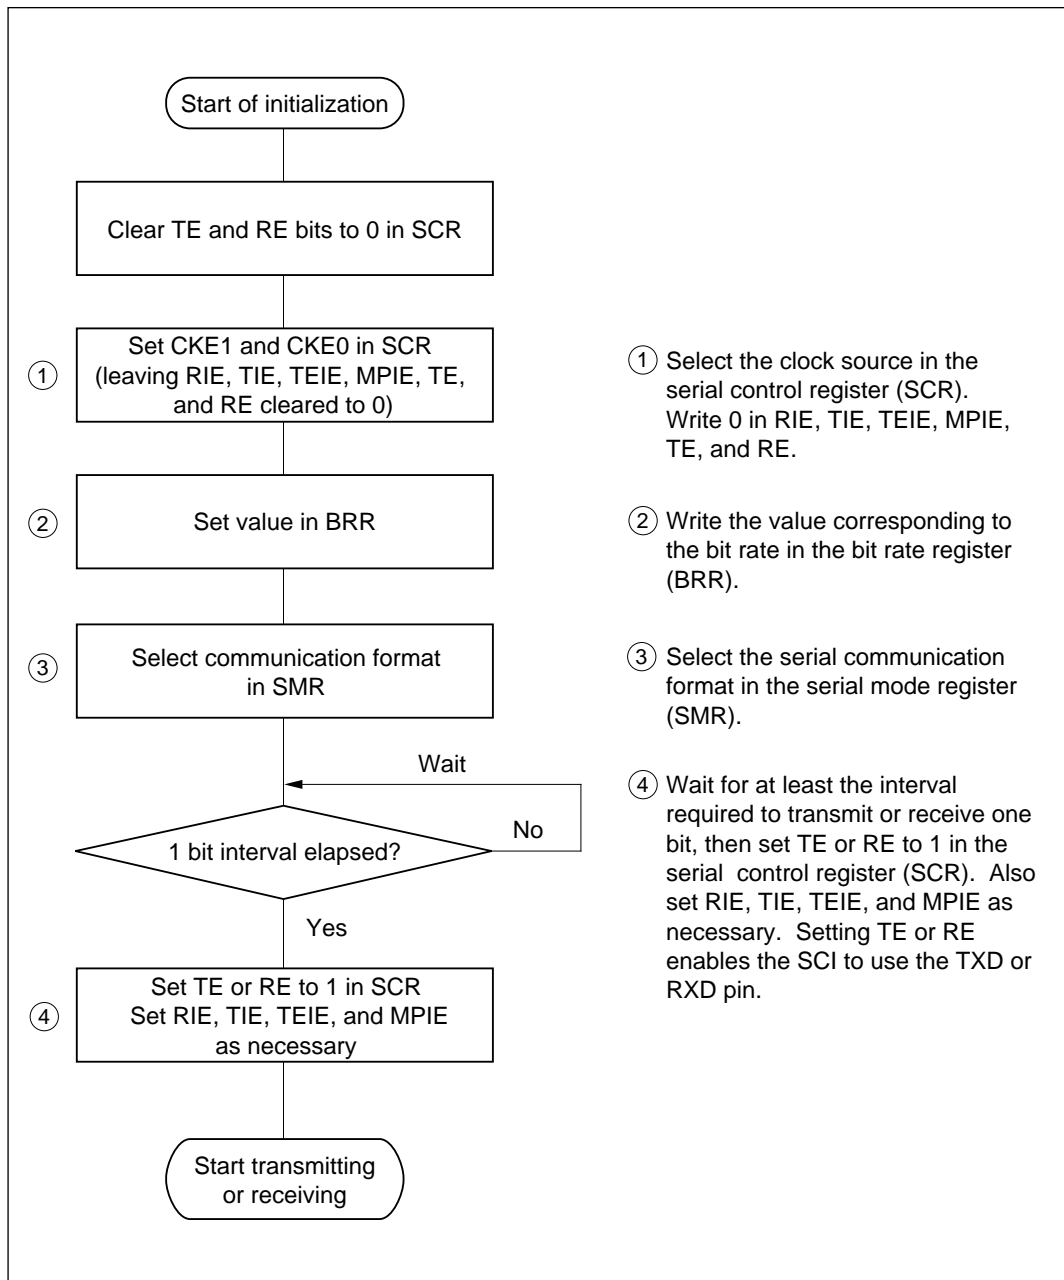 Start of initialization
Clear TE and RE bits to 0 in SCR
1
Set CKE1 and CKE0 in SCR
(leaving RIE, TIE, TEIE, MPIE, TE,
and RE cleared to 0)
2
Set value in BRR
3
Select communication format
in SMR
Wait
1 bit interval elapsed?
No
Yes
4
Set TE or RE to 1 in SCR
Set RIE, TIE, TEIE, and MPIE
as necessary
Start transmitting
or receiving
1 Select the clock source in the
serial control register (SCR).
Write 0 in RIE, TIE, TEIE, MPIE,
TE, and RE.
2 Write the value corresponding to
the bit rate in the bit rate register
(BRR).
3 Select the serial communication
format in the serial mode register
(SMR).
4 Wait for at least the interval
required to transmit or receive one
bit, then set TE or RE to 1 in the
serial control register (SCR). Also
set RIE, TIE, TEIE, and MPIE as
necessary. Setting TE or RE
enables the SCI to use the TXD or
RXD pin.